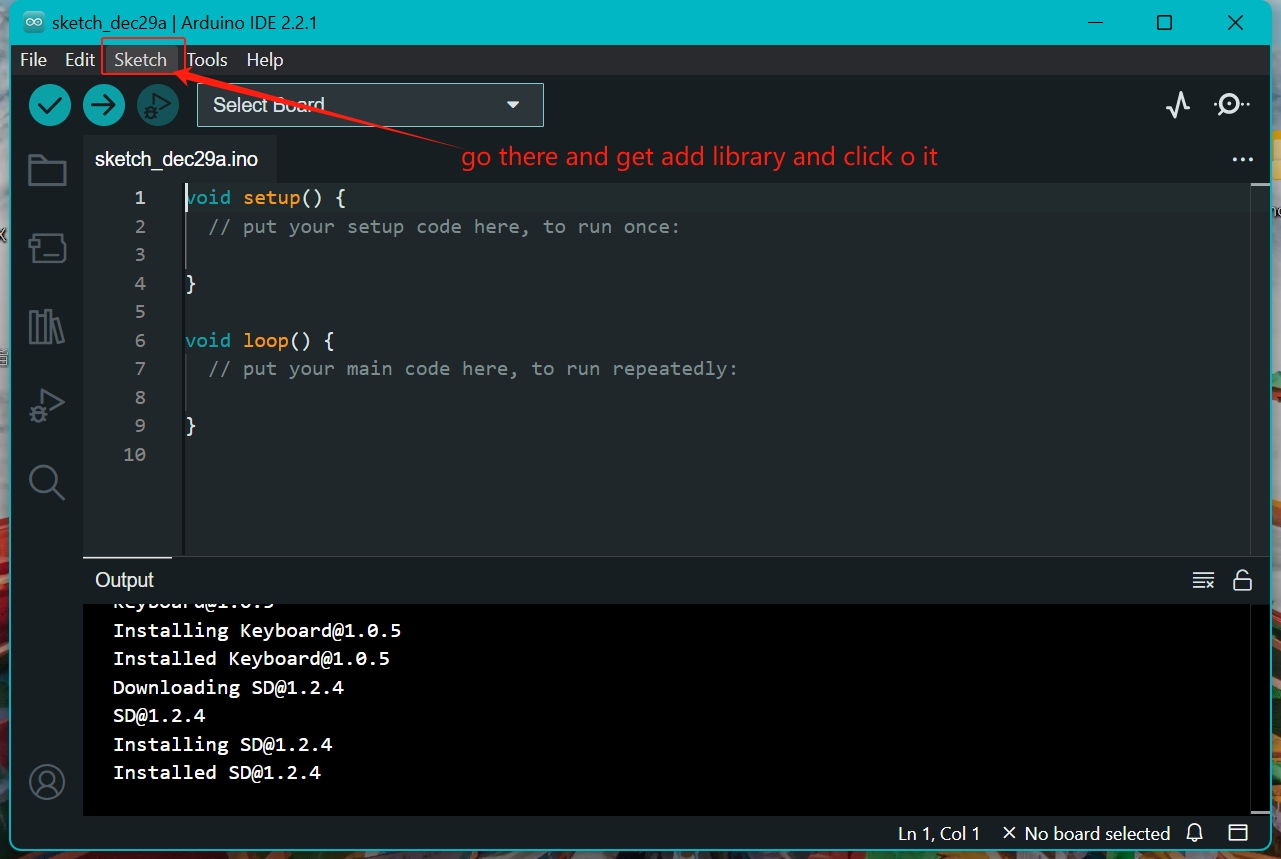 sketch_dec29a | Arduino IDE 2.2.1
File Edit Sketch Tools Help
Select Board
sketch_dec29a.ino
go there and get add library and click o it
1 void setup() {
2 // put your setup code here, to run once:
3
4 }
5
6 void loop() {
7 // put your main code here, to run repeatedly:
8
9 }
10
Output
Keyboard@1.0.5
Installing Keyboard@1.0.5
Installed Keyboard@1.0.5
Downloading SD@1.2.4
SD@1.2.4
Installing SD@1.2.4
Installed SD@1.2.4
Ln 1, Col 1 × No board selected